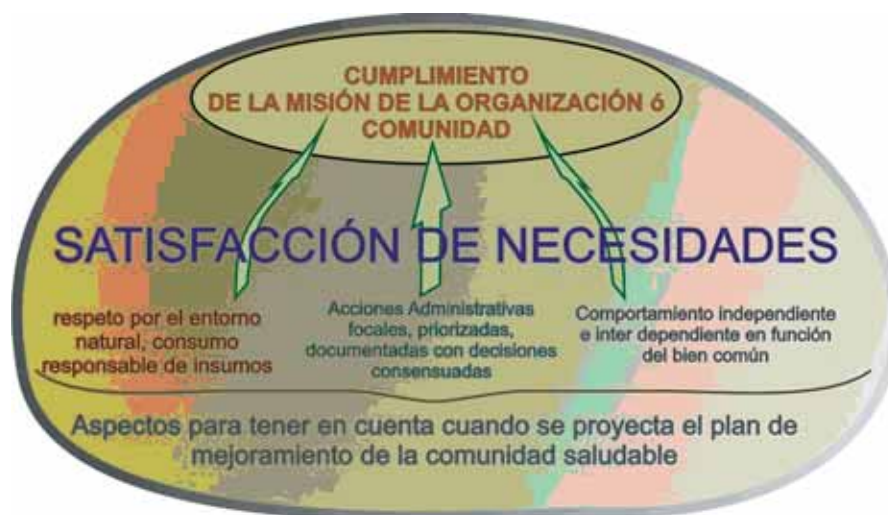 CUMPLIMIENTO
DE LA MISIÓN DE LA ORGANIZACIÓN ó
COMUNIDAD
SATISFACCIÓN DE NECESIDADES
respeto por el entorno
natural, consumo
responsable de insumos
Acciones Administrativas
focales, priorizadas,
documentadas con decisiones
consensuadas
Comportamiento independiente
e inter dependiente en función
del bien común
Aspectos para tener en cuenta cuando se proyecta el plan de
mejoramiento de la comunidad saludable